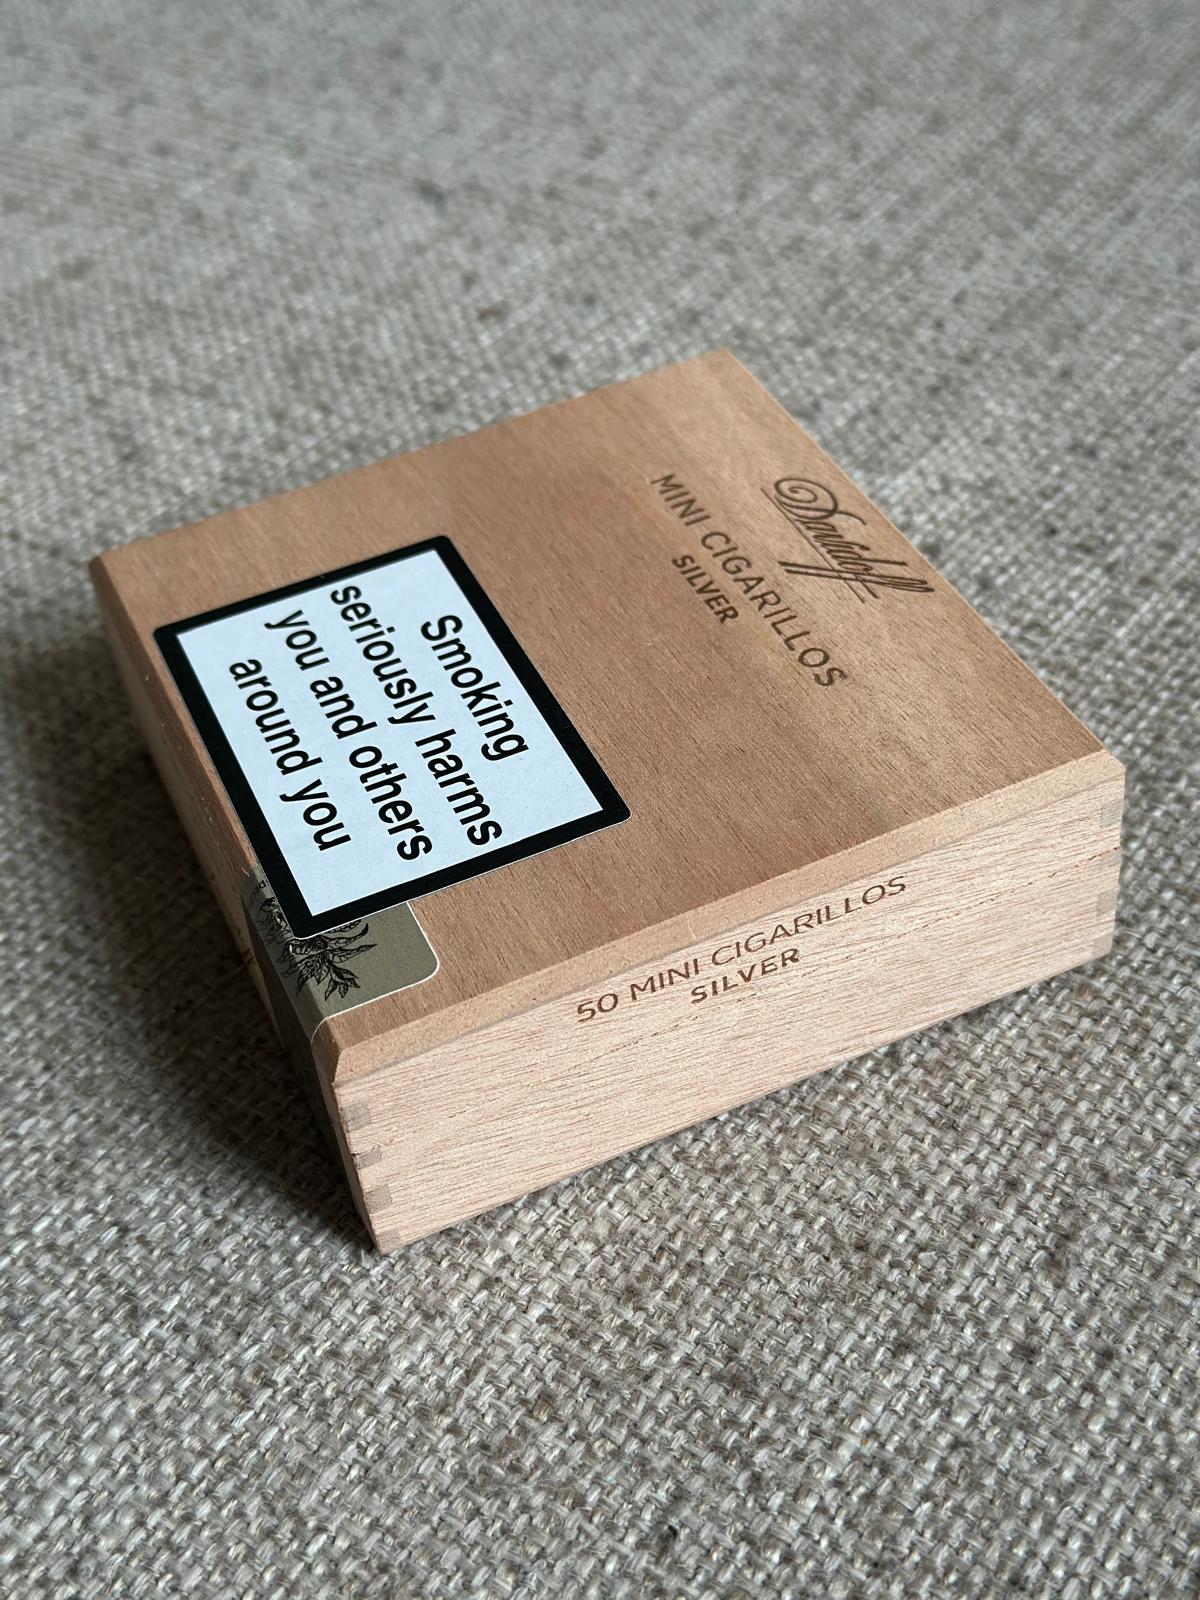 Davidoff
MINI CIGARILLOS
SILVER
Smoking
seriously harms
you and others
around you
50 MINI CIGARILLOS
SILVER